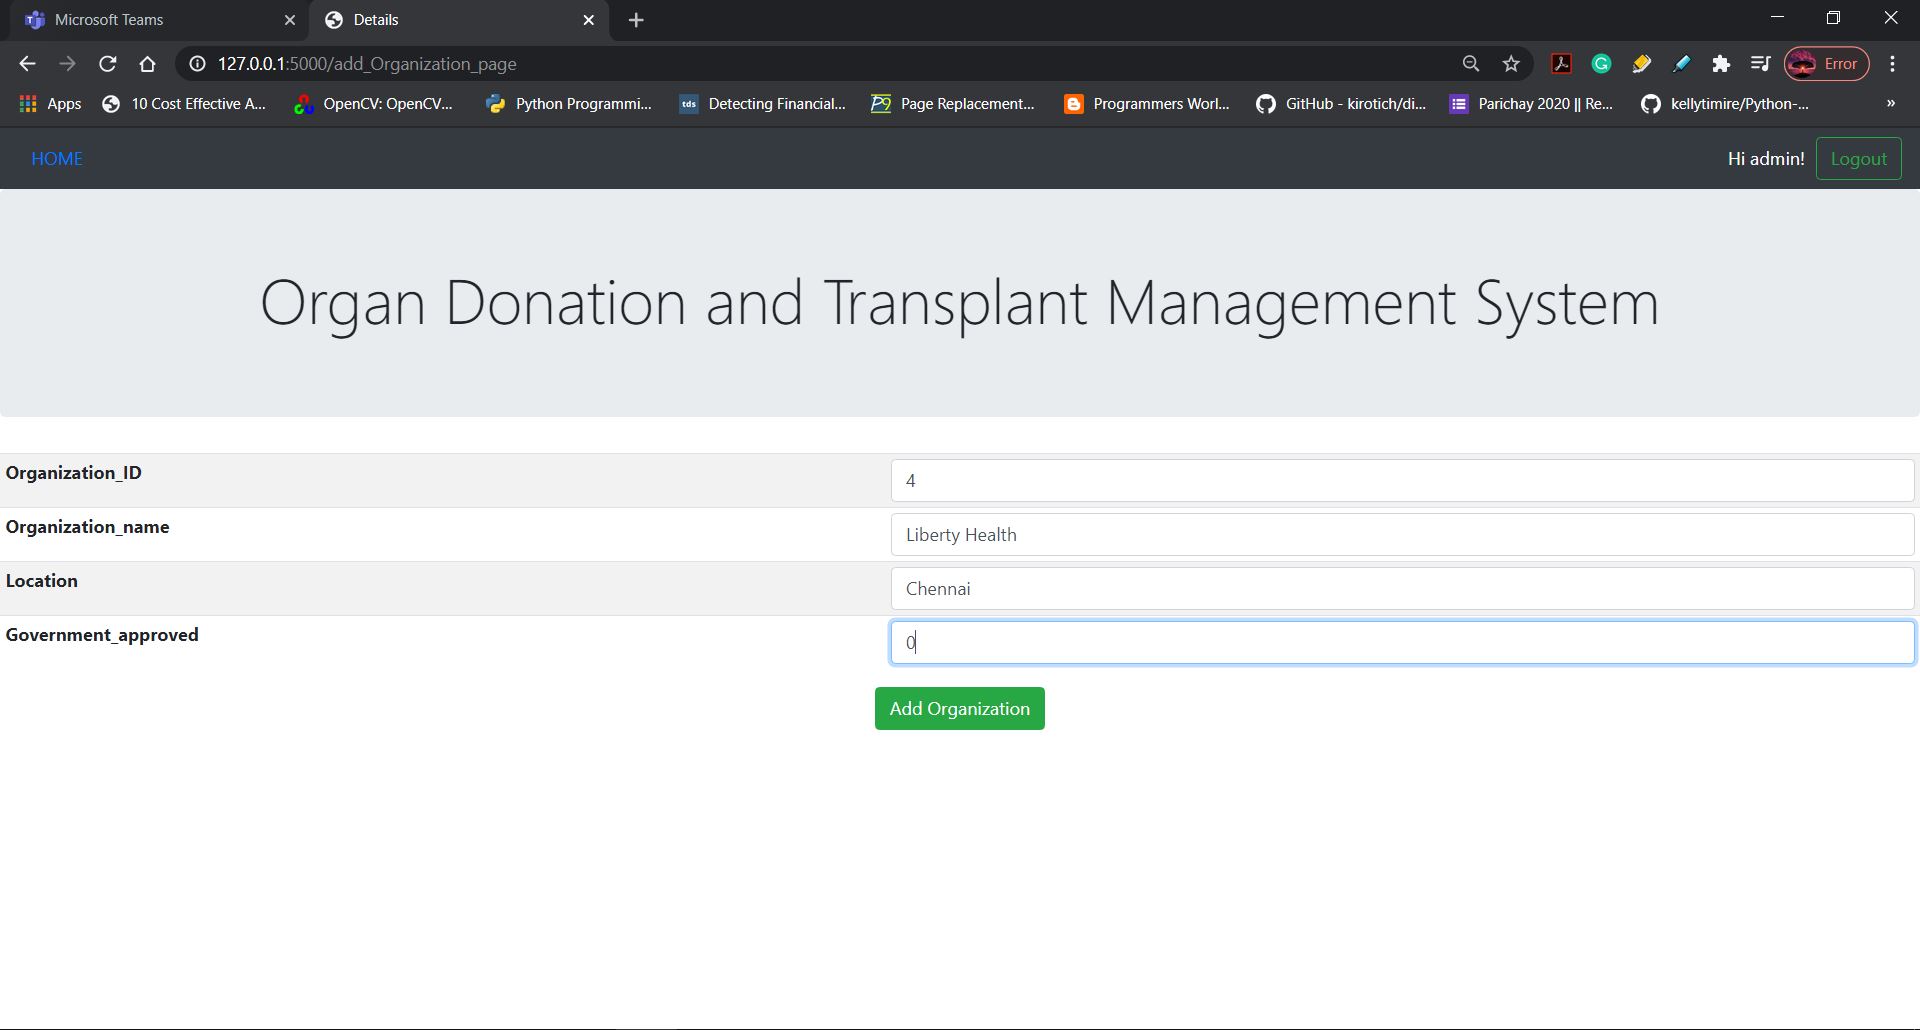 Microsoft Teams
Details
127.0.0.1:5000/add_Organization_page
Error
Apps
10 Cost Effective A...
OpenCV: OpenCV...
Python Programmi...
tds Detecting Financial...
Page Replacement...
Programmers Worl...
GitHub - kirotich/di...
Parichay 2020 || Re...
kellytimire/Python-...
»
HOME
Hi admin!
Logout
Organ Donation and Transplant Management System
Organization_ID
4
Organization_name
Liberty Health
Location
Chennai
Government_approved
0
Add Organization